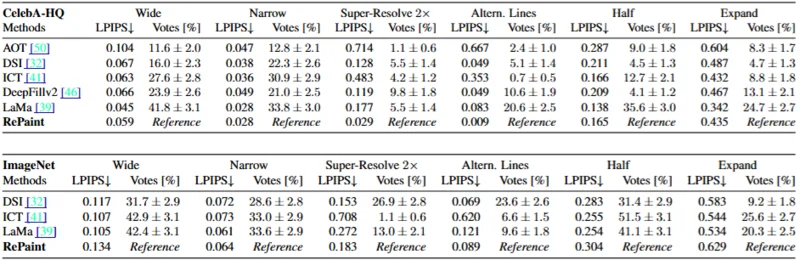 CelebA-HQ Wide Narrow Super-Resolve 2× Altern. Lines Half Expand
Methods LPIPS↓ Votes [%] LPIPS↓ Votes [%] LPIPS↓ Votes [%] LPIPS↓ Votes [%] LPIPS↓ Votes [%] LPIPS↓ Votes [%]
AOT [50] 0.104 11.6 ± 2.0 0.047 12.8 ± 2.1 0.714 1.1 ± 0.6 0.667 2.4 ± 1.0 0.287 9.0 ± 1.8 0.604 8.3 ± 1.7
DSI [32] 0.067 16.0 ± 2.3 0.038 22.3 ± 2.6 0.128 5.5 ± 1.4 0.049 5.1 ± 1.4 0.211 4.5 ± 1.3 0.487 4.7 ± 1.3
ICT [41] 0.063 27.6 ± 2.8 0.036 30.9 ± 2.9 0.483 4.2 ± 1.2 0.353 0.7 ± 0.5 0.166 12.7 ± 2.1 0.432 8.8 ± 1.8
DeepFillv2 [46] 0.066 23.9 ± 2.6 0.049 21.0 ± 2.5 0.119 9.8 ± 1.8 0.049 10.6 ± 1.9 0.209 4.1 ± 1.2 0.467 13.1 ± 2.1
LaMa [39] 0.045 41.8 ± 3.1 0.028 33.8 ± 3.0 0.177 5.5 ± 1.4 0.083 20.6 ± 2.5 0.138 35.6 ± 3.0 0.342 24.7 ± 2.7
RePaint 0.059 Reference 0.028 Reference 0.029 Reference 0.009 Reference 0.165 Reference 0.435 Reference
ImageNet Wide Narrow Super-Resolve 2× Altern. Lines Half Expand
Methods LPIPS↓ Votes [%] LPIPS↓ Votes [%] LPIPS↓ Votes [%] LPIPS↓ Votes [%] LPIPS↓ Votes [%] LPIPS↓ Votes [%]
DSI [32] 0.117 31.7 ± 2.9 0.072 28.6 ± 2.8 0.153 26.9 ± 2.8 0.069 23.6 ± 2.6 0.283 31.4 ± 2.9 0.583 9.2 ± 1.8
ICT [41] 0.107 42.9 ± 3.1 0.073 33.0 ± 2.9 0.708 1.1 ± 0.6 0.620 6.6 ± 1.5 0.255 51.5 ± 3.1 0.544 25.6 ± 2.7
LaMa [39] 0.105 42.4 ± 3.1 0.061 33.6 ± 2.9 0.272 13.0 ± 2.1 0.121 9.6 ± 1.8 0.254 41.1 ± 3.1 0.534 20.3 ± 2.5
RePaint 0.134 Reference 0.064 Reference 0.183 Reference 0.089 Reference 0.304 Reference 0.629 Reference